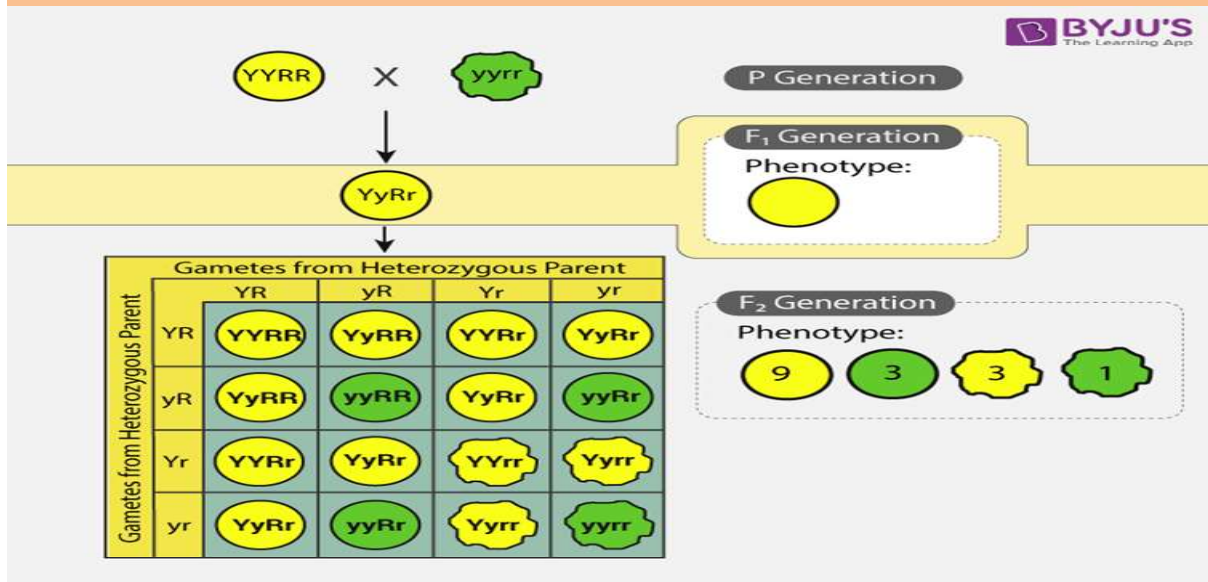 BYJU'S
The Learning App
YYRR X yyrr
P Generation
F₁ Generation
Phenotype:
YyRr
Gametes from Heterozygous Parent
Gametes from Heterozygous Parent
YR yR Yr yr
YR YYRR YyRR YYRr YyRr
yR YyRR yyRR YyRr yyRr
Yr YYRr YyRr YYrr Yyrr
yr YyRr yyRr Yyrr yyrr
F₂ Generation
Phenotype:
9 3 3 1